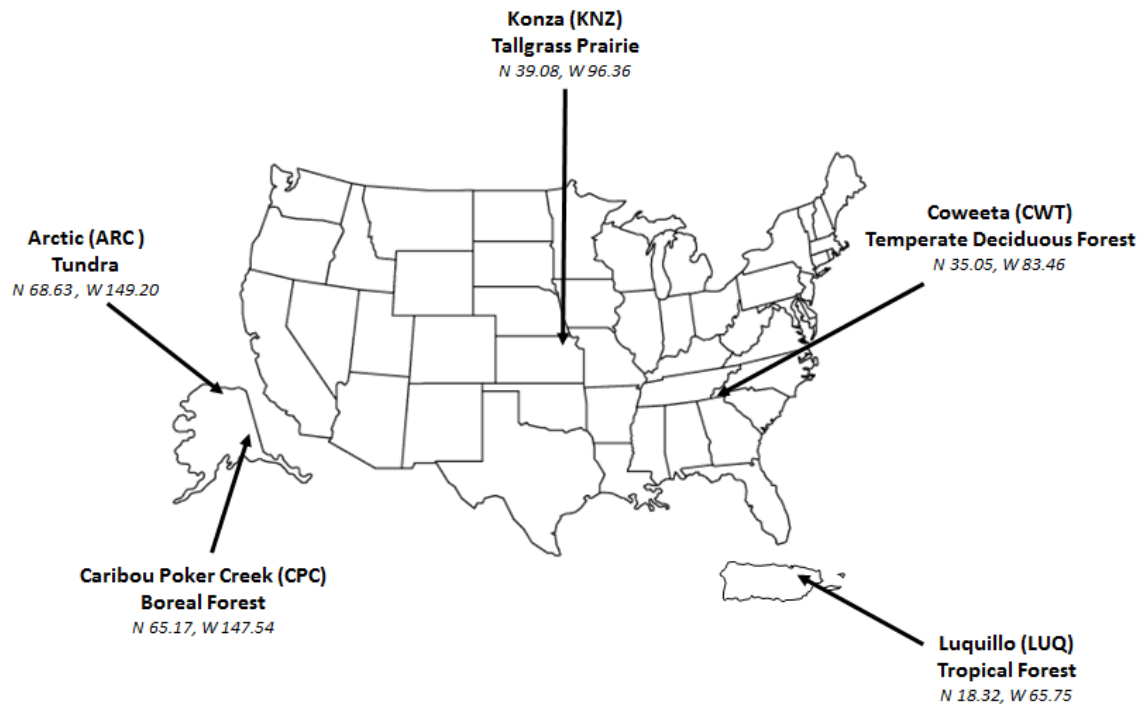 Konza (KNZ)
Tallgrass Prairie
N 39.08, W 96.36
Coweeta (CWT)
Temperate Deciduous Forest
N 35.05, W 83.46
Arctic (ARC )
Tundra
N 68.63 , W 149.20
Caribou Poker Creek (CPC)
Boreal Forest
N 65.17, W 147.54
Luquillo (LUQ)
Tropical Forest
N 18.32, W 65.75